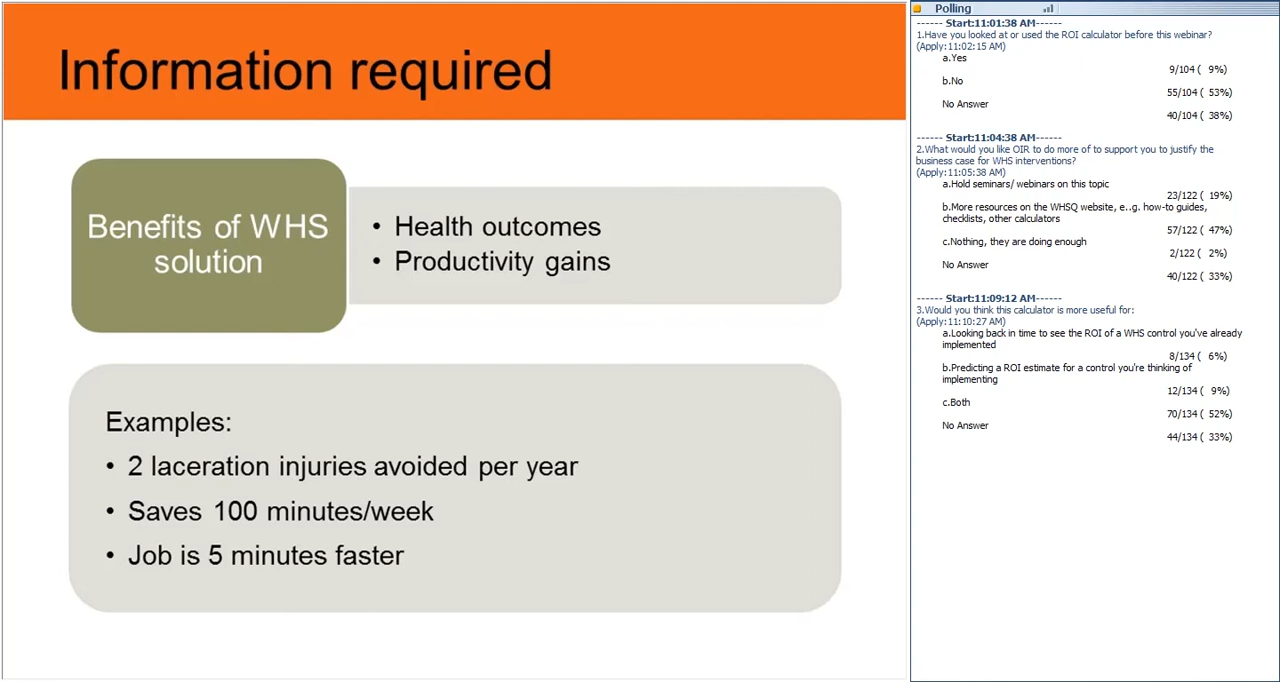 Information required
Benefits of WHS
solution
• Health outcomes
• Productivity gains
Examples:
• 2 laceration injuries avoided per year
• Saves 100 minutes/week
• Job is 5 minutes faster
Polling
------ Start:11:01:38 AM------
1.Have you looked at or used the ROI calculator before this webinar?
(Apply:11:02:15 AM)
a.Yes
9/104 ( 9%)
b.No
55/104 ( 53%)
No Answer
40/104 ( 38%)
------ Start:11:04:38 AM------
2.What would you like OIR to do more of to support you to justify the
business case for WHS interventions?
(Apply:11:05:38 AM)
a.Hold seminars/ webinars on this topic
23/122 ( 19%)
b.More resources on the WHSQ website, e..g. how-to guides,
checklists, other calculators
57/122 ( 47%)
c.Nothing, they are doing enough
2/122 ( 2%)
No Answer
40/122 ( 33%)
------ Start:11:09:12 AM------
3.Would you think this calculator is more useful for:
(Apply:11:10:27 AM)
a.Looking back in time to see the ROI of a WHS control you've already
implemented
8/134 ( 6%)
b.Predicting a ROI estimate for a control you're thinking of
implementing
12/134 ( 9%)
c.Both
70/134 ( 52%)
No Answer
44/134 ( 33%)